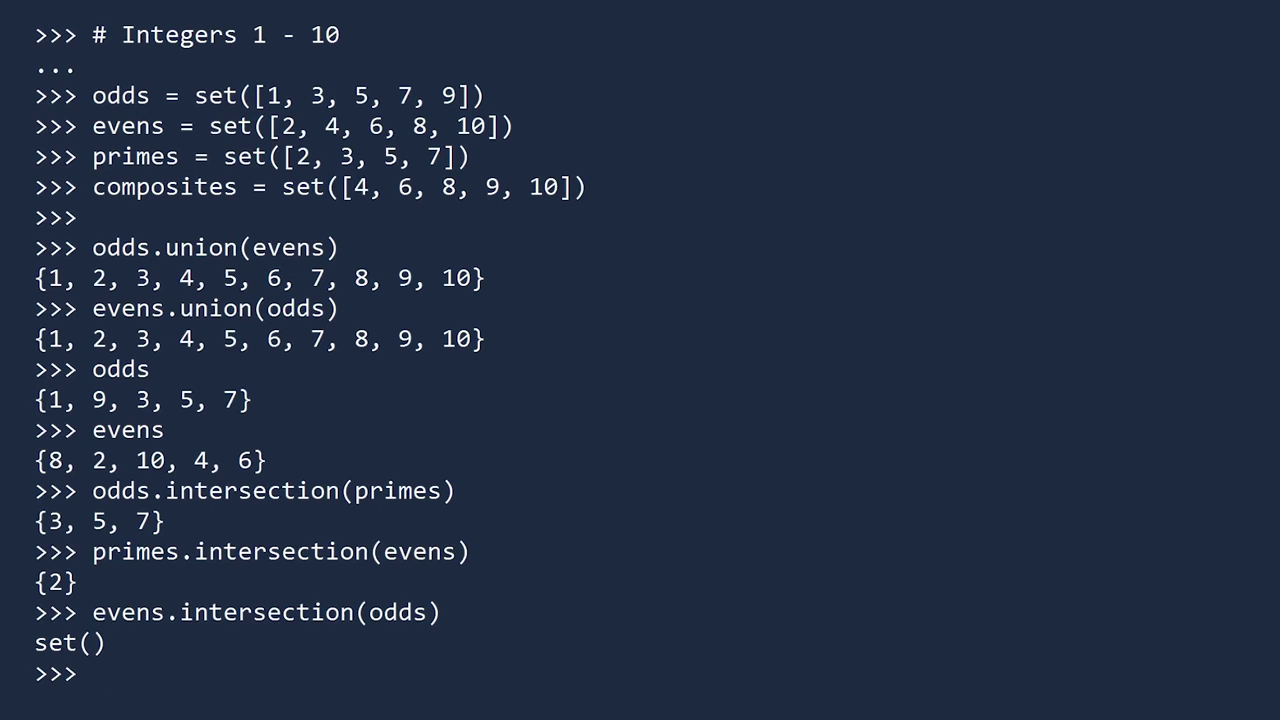 >>> # Integers 1 - 10
...
>>> odds = set([1, 3, 5, 7, 9])
>>> evens = set([2, 4, 6, 8, 10])
>>> primes = set([2, 3, 5, 7])
>>> composites = set([4, 6, 8, 9, 10])
>>>
>>> odds.union(evens)
{1, 2, 3, 4, 5, 6, 7, 8, 9, 10}
>>> evens.union(odds)
{1, 2, 3, 4, 5, 6, 7, 8, 9, 10}
>>> odds
{1, 9, 3, 5, 7}
>>> evens
{8, 2, 10, 4, 6}
>>> odds.intersection(primes)
{3, 5, 7}
>>> primes.intersection(evens)
{2}
>>> evens.intersection(odds)
set()
>>>